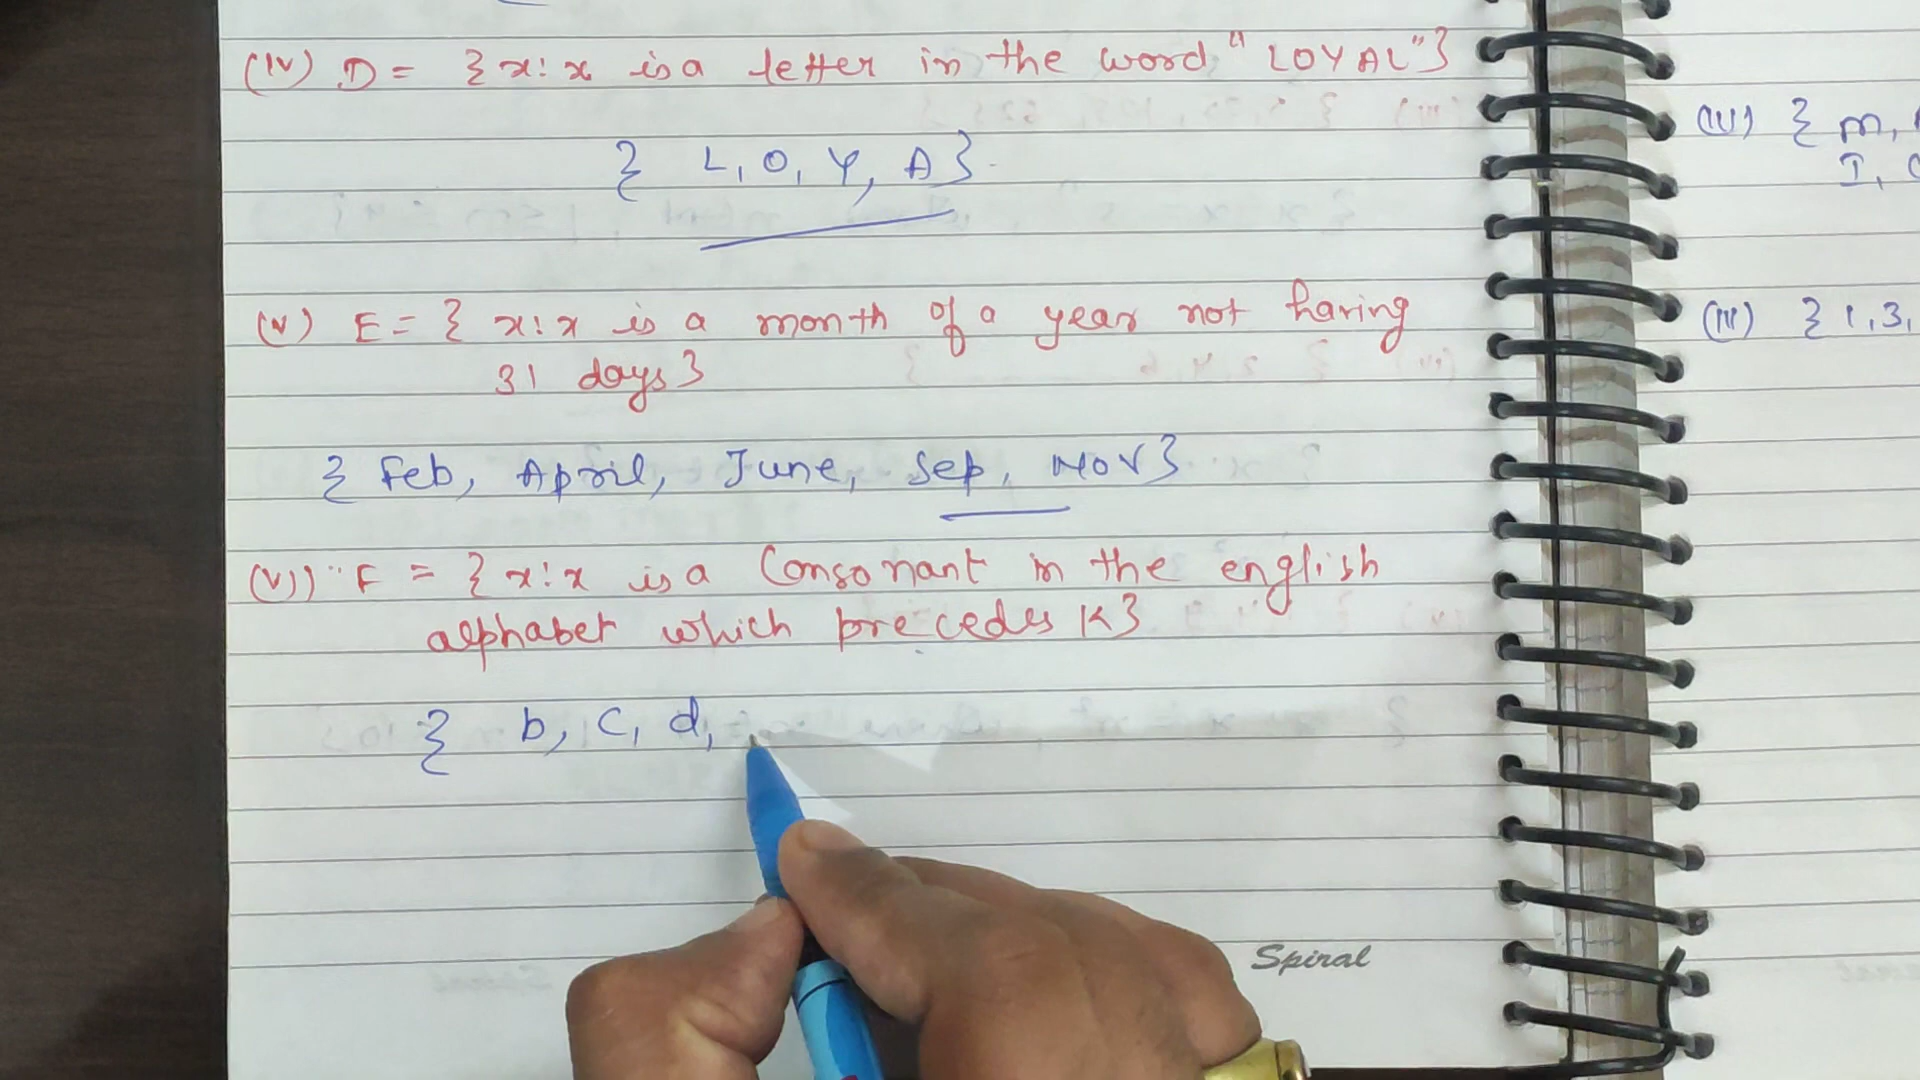 (iv) D = {x:x is a letter in the word "LOYAL"}
{ L, O, Y, A}
(v) E = { x:x is a month of a year not having
31 days}
{ Feb, April, June, Sep, Nov}
(vi) F = {x:x is a Consonant in the english
alphabet which precedes K}
{ b, c, d,
Spiral
(iv) { m,
I,
(iii) { 1,3,